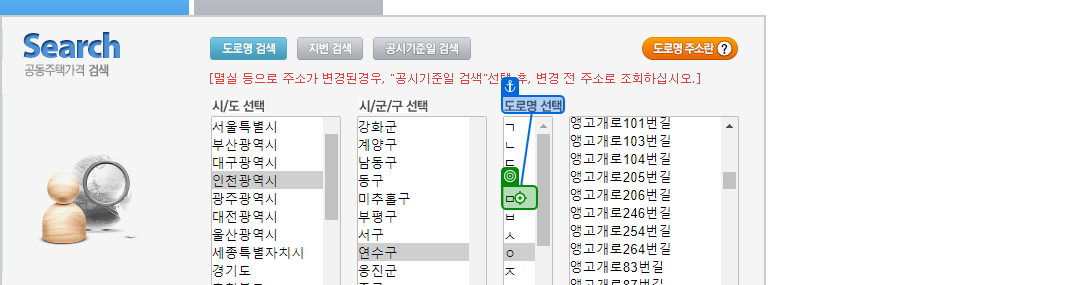 Search
공동주택가격 검색
도로명 검색
지번 검색
공시기준일 검색
도로명 주소란 ?
[멸실 등으로 주소가 변경된경우, "공시기준일 검색"선택 후, 변경 전 주소로 조회하십시오.]
시/도 선택
서울특별시
부산광역시
대구광역시
인천광역시
광주광역시
대전광역시
울산광역시
세종특별자치시
경기도
시/군/구 선택
강화군
계양구
남동구
동구
미추홀구
부평구
서구
연수구
옹진군
도로명 선택
ㄱ
ㄴ
ㄷ
ㅁ
ㅂ
ㅅ
ㅇ
ㅈ
앵고개로101번길
앵고개로103번길
앵고개로104번길
앵고개로205번길
앵고개로206번길
앵고개로246번길
앵고개로254번길
앵고개로264번길
앵고개로83번길
앵고개로87번길